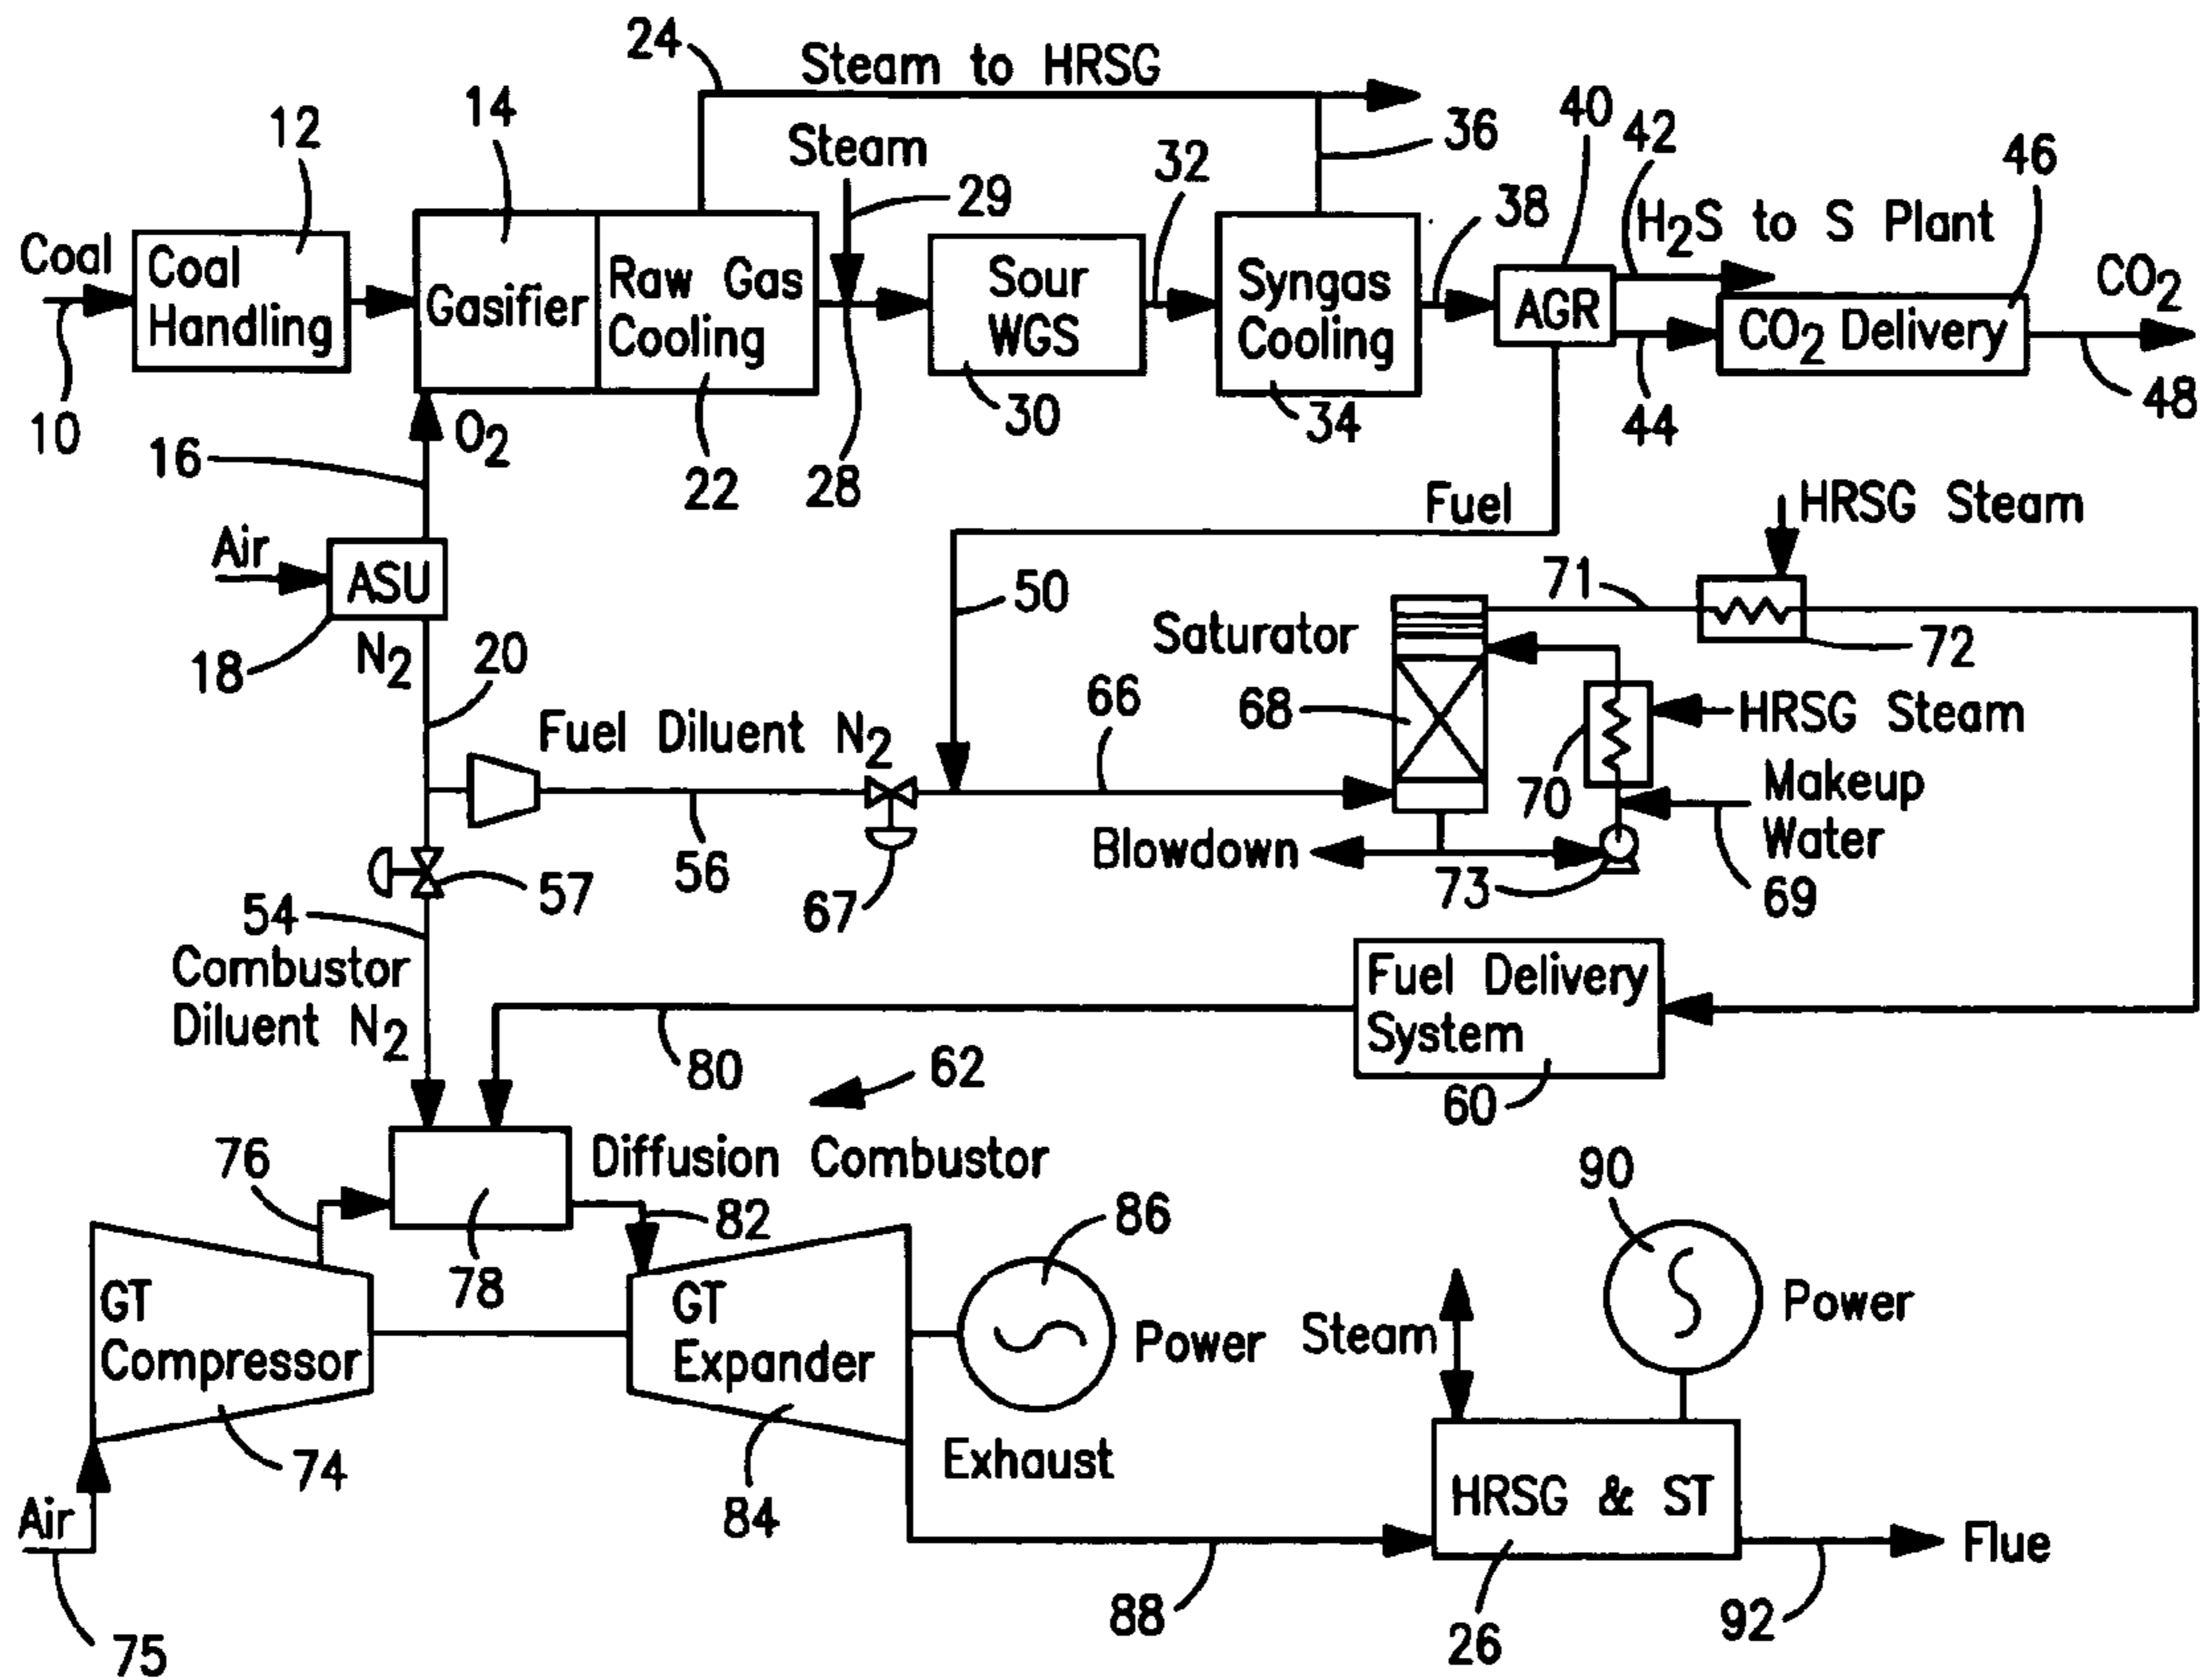 24
Steam to HRSG
12
14
Steam
29
32
36
40
42
46
38
H2S to S Plant
CO2
Coal
Coal
Handling
Gasifier
Raw Gas
Cooling
Sour
WGS
Syngas
Cooling
AGR
CO2 Delivery
10
16
O2
22
28
30
34
44
48
Fuel
HRSG Steam
Air
ASU
50
71
72
18
N2
20
Saturator
66
68
HRSG Steam
Fuel Diluent N2
70
Makeup
Water
Blowdown
73
69
56
57
67
54
Combustor
Diluent N2
Fuel Delivery
System
80
62
60
76
Diffusion Combustor
82
86
90
78
GT
Compressor
GT
Expander
Power
Steam
Power
74
84
Exhaust
HRSG & ST
Air
Flue
75
88
26
92